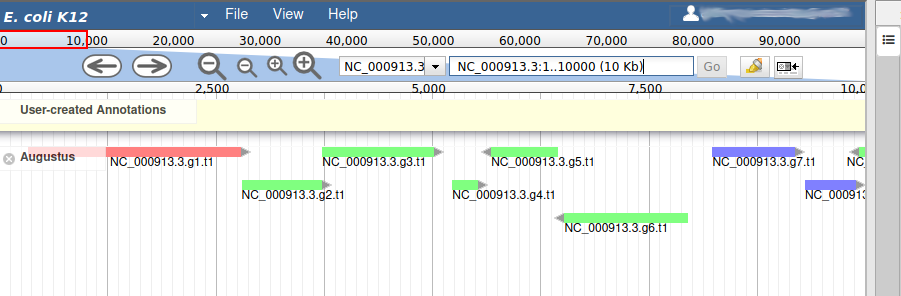 E. coli K12 File View Help
0 10,000 20,000 30,000 40,000 50,000 60,000 70,000 80,000 90,000
NC_000913.3 NC_000913.3:1..10000 (10 Kb) Go
0 2,500 5,000 7,500 10,0
User-created Annotations
Augustus
NC_000913.3.g1.t1 NC_000913.3.g3.t1 NC_000913.3.g5.t1 NC_000913.3.g7.t1 NC_
NC_000913.3.g2.t1 NC_000913.3.g4.t1 NC_000913
NC_000913.3.g6.t1